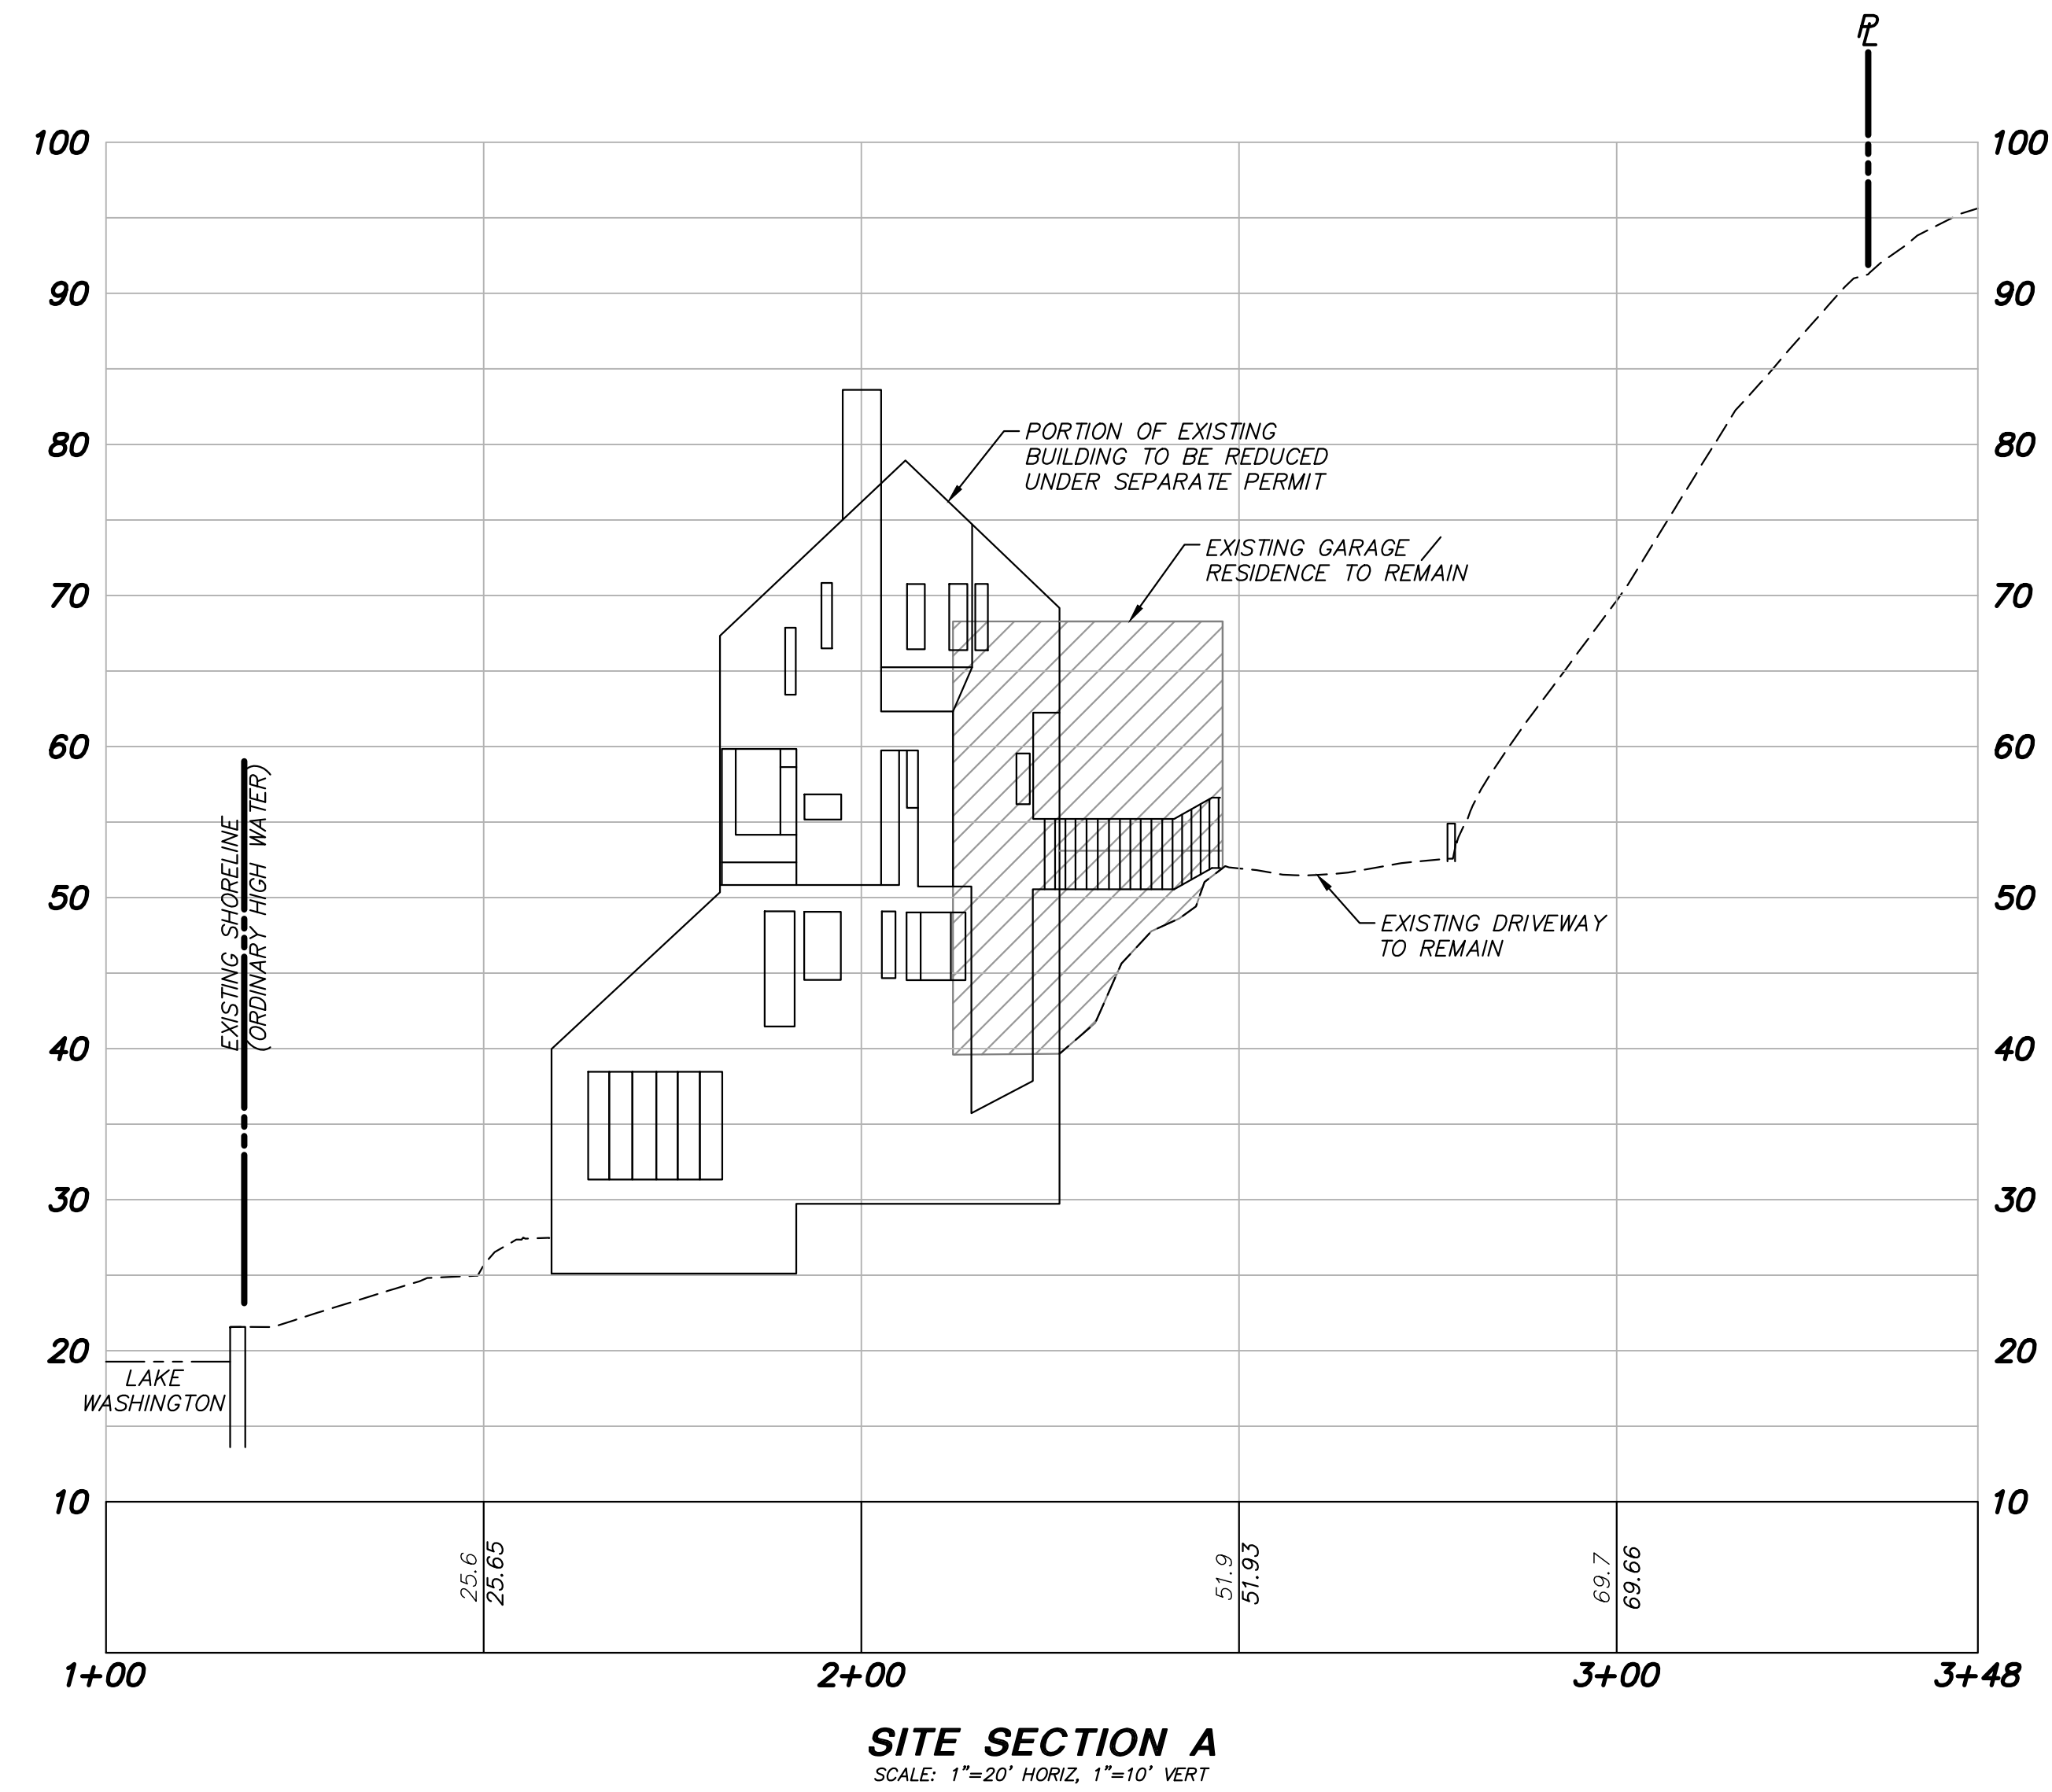 PL
100
100
90
90
PORTION OF EXISTING
BUILDING TO BE REDUCED
UNDER SEPARATE PERMIT
80
80
EXISTING GARAGE /
RESIDENCE TO REMAIN
70
70
60
60
EXISTING SHORELINE
(ORDINARY HIGH WATER)
50
50
EXISTING DRIVEWAY
TO REMAIN
40
40
30
30
20
20
LAKE
WASHINGTON
10
10
25.6
25.65
51.9
51.93
69.7
69.66
1+00
2+00
3+00
3+48
SITE SECTION A
SCALE: 1"=20' HORIZ, 1"=10' VERT